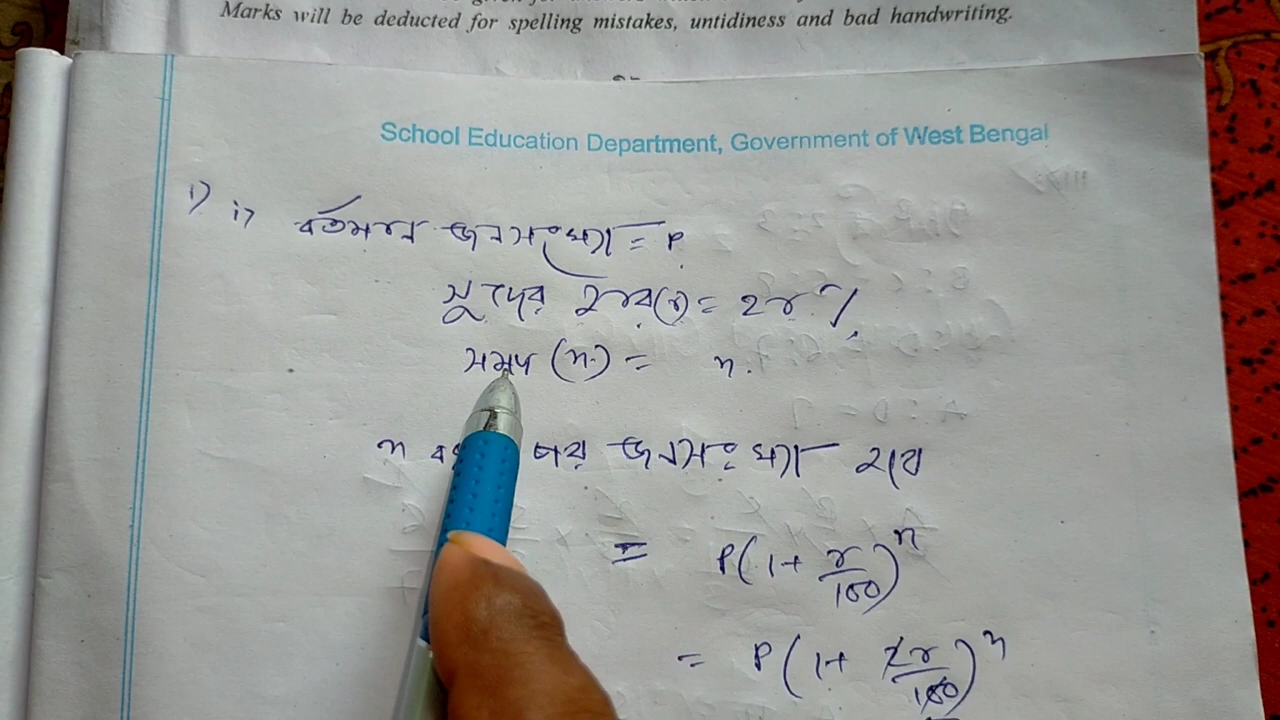 Marks will be deducted for spelling mistakes, untidiness and bad handwriting.
School Education Department, Government of West Bengal
1) i) বর্তমান জনসংখ্যা = P
সুদের হার (r) = 2r %
সময় (n) = n.
n পর জনসংখ্যা হবে
= P(1+ r/100)^n
= P(1+ 2r/100)^n